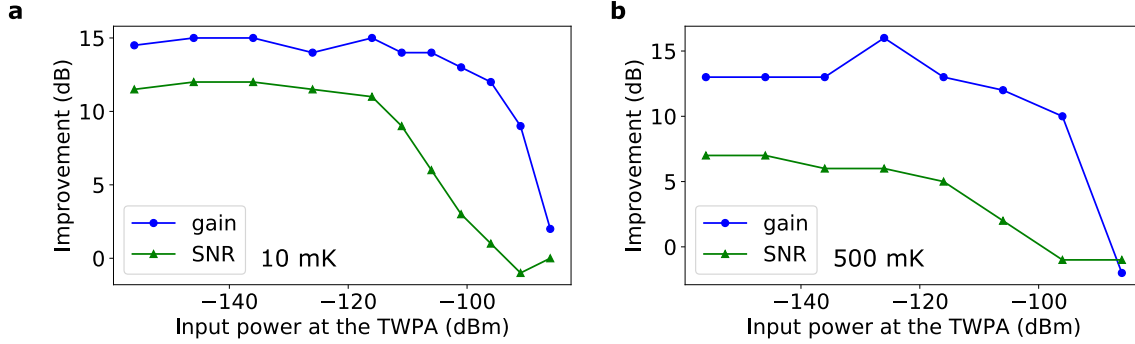 a
Improvement (dB)
15
10
5
0
gain
SNR
10 mK
−140 −120 −100
Input power at the TWPA (dBm)
b
Improvement (dB)
15
10
5
0
gain
SNR
500 mK
−140 −120 −100
Input power at the TWPA (dBm)